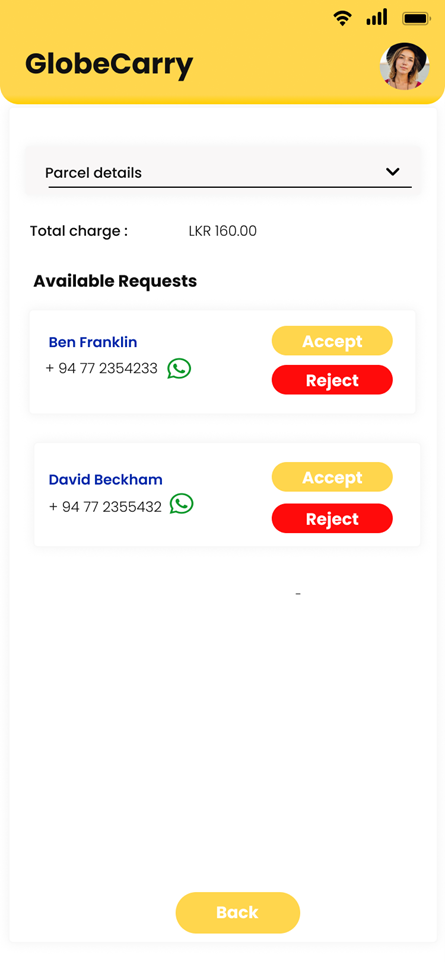 GlobeCarry
Parcel details
Total charge : LKR 160.00
Available Requests
Ben Franklin
+ 94 77 2354233
Accept
Reject
David Beckham
+ 94 77 2355432
Accept
Reject
-
Back